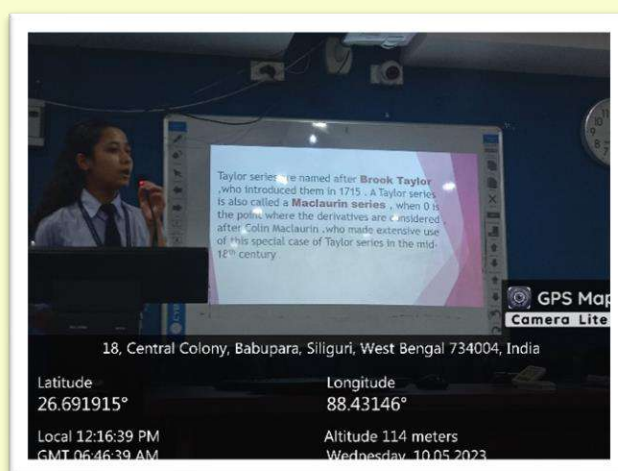 Taylor series are named after Brook Taylor
,who introduced them in 1715 . A Taylor series
is also called a Maclaurin series , when 0 is
the point where the derivatives are considered ,
after Colin Maclaurin ,who made extensive use
of this special case of Taylor series in the mid-
18th century
GPS Map
Camera Lite
18, Central Colony, Babupara, Siliguri, West Bengal 734004, India
Latitude
26.691915°
Longitude
88.43146°
Local 12:16:39 PM
GMT 06:46:39 AM
Altitude 114 meters
Wednesday, 10.05.2023